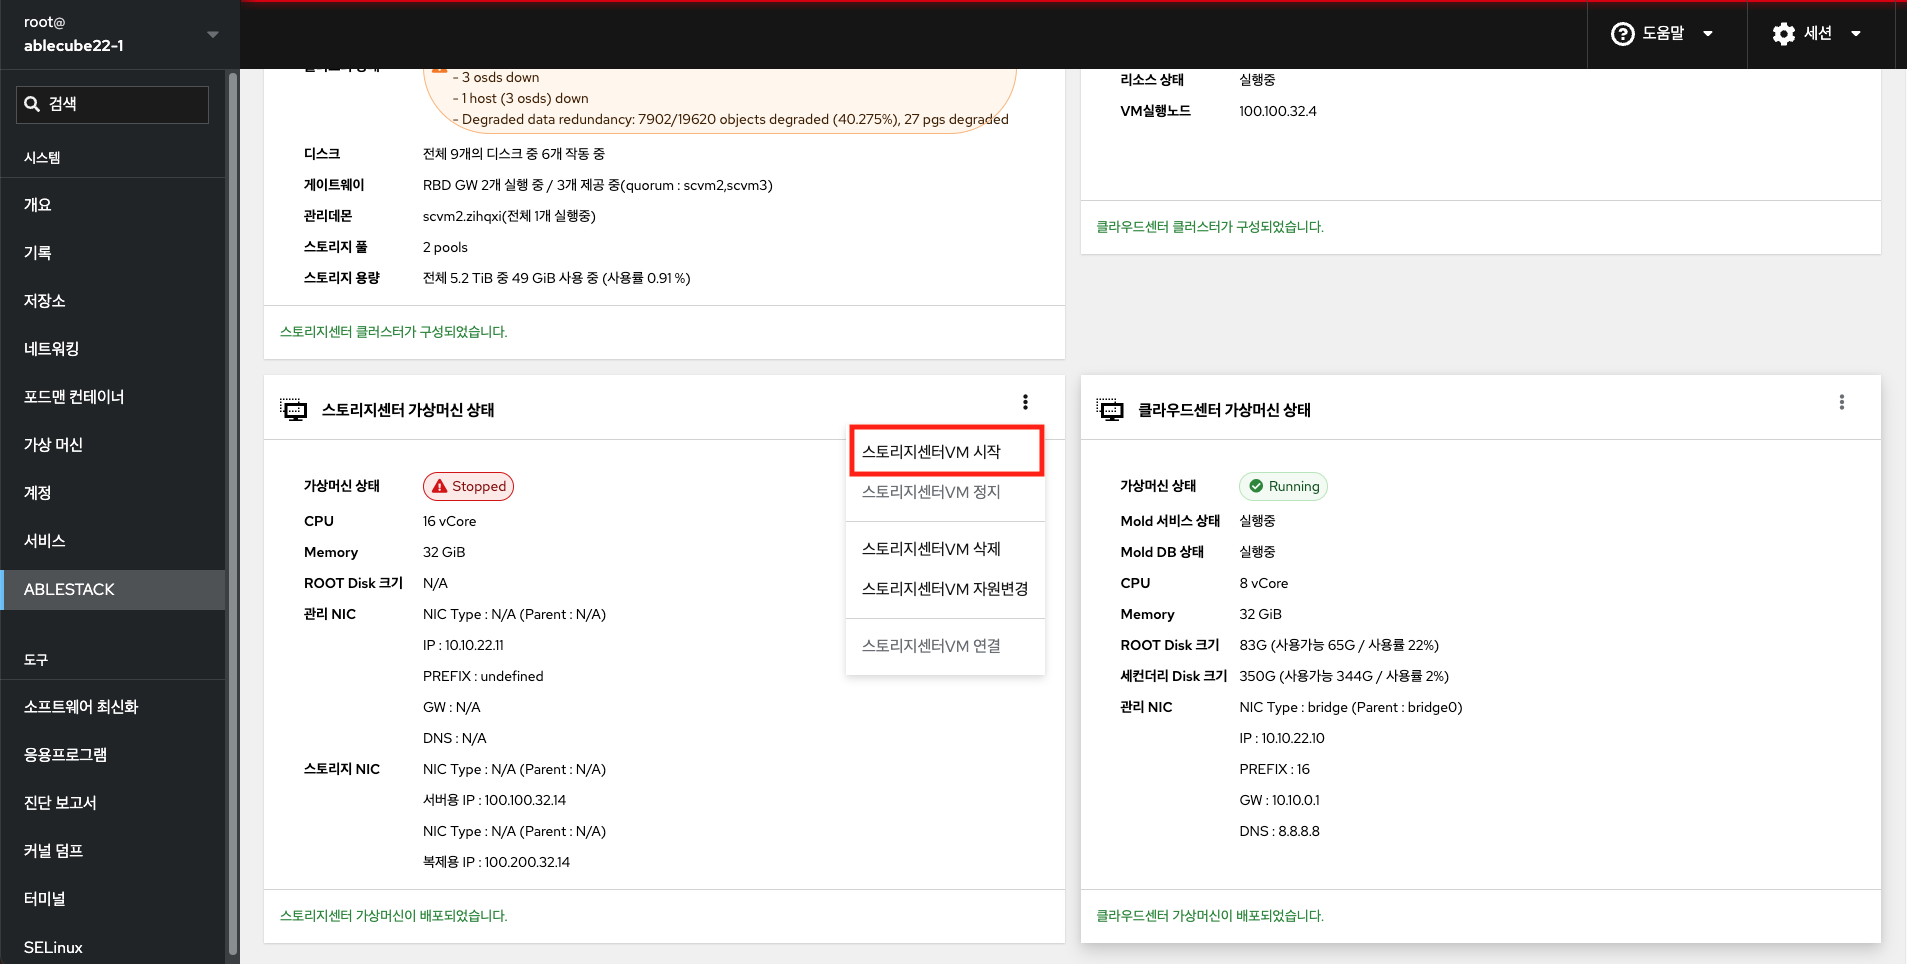 root@
ablecube22-1
도움말
세션
검색
시스템
개요
기록
저장소
네트워킹
포드맨 컨테이너
가상 머신
계정
서비스
ABLESTACK
도구
소프트웨어 최신화
응용프로그램
진단 보고서
커널 덤프
터미널
SELinux
- 3 osds down
- 1 host (3 osds) down
- Degraded data redundancy: 7902/19620 objects degraded (40.275%), 27 pgs degraded
디스크 전체 9개의 디스크 중 6개 작동 중
게이트웨이 RBD GW 2개 실행 중 / 3개 제공 중(quorum : scvm2,scvm3)
관리데몬 scvm2.zihqxi(전체 1개 실행중)
스토리지 풀 2 pools
스토리지 용량 전체 5.2 TiB 중 49 GiB 사용 중 (사용률 0.91 %)
스토리지센터 클러스터가 구성되었습니다.
리소스 상태 실행중
VM실행노드 100.100.32.4
클라우드센터 클러스터가 구성되었습니다.
스토리지센터 가상머신 상태
스토리지센터VM 시작
스토리지센터VM 정지
스토리지센터VM 삭제
스토리지센터VM 자원변경
스토리지센터VM 연결
가상머신 상태 Stopped
CPU 16 vCore
Memory 32 GiB
ROOT Disk 크기 N/A
관리 NIC NIC Type : N/A (Parent : N/A)
IP : 10.10.22.11
PREFIX : undefined
GW : N/A
DNS : N/A
스토리지 NIC NIC Type : N/A (Parent : N/A)
서버용 IP : 100.100.32.14
NIC Type : N/A (Parent : N/A)
복제용 IP : 100.200.32.14
스토리지센터 가상머신이 배포되었습니다.
클라우드센터 가상머신 상태
가상머신 상태 Running
Mold 서비스 상태 실행중
Mold DB 상태 실행중
CPU 8 vCore
Memory 32 GiB
ROOT Disk 크기 83G (사용가능 65G / 사용률 22%)
세컨더리 Disk 크기 350G (사용가능 344G / 사용률 2%)
관리 NIC NIC Type : bridge (Parent : bridge0)
IP : 10.10.22.10
PREFIX : 16
GW : 10.10.0.1
DNS : 8.8.8.8
클라우드센터 가상머신이 배포되었습니다.